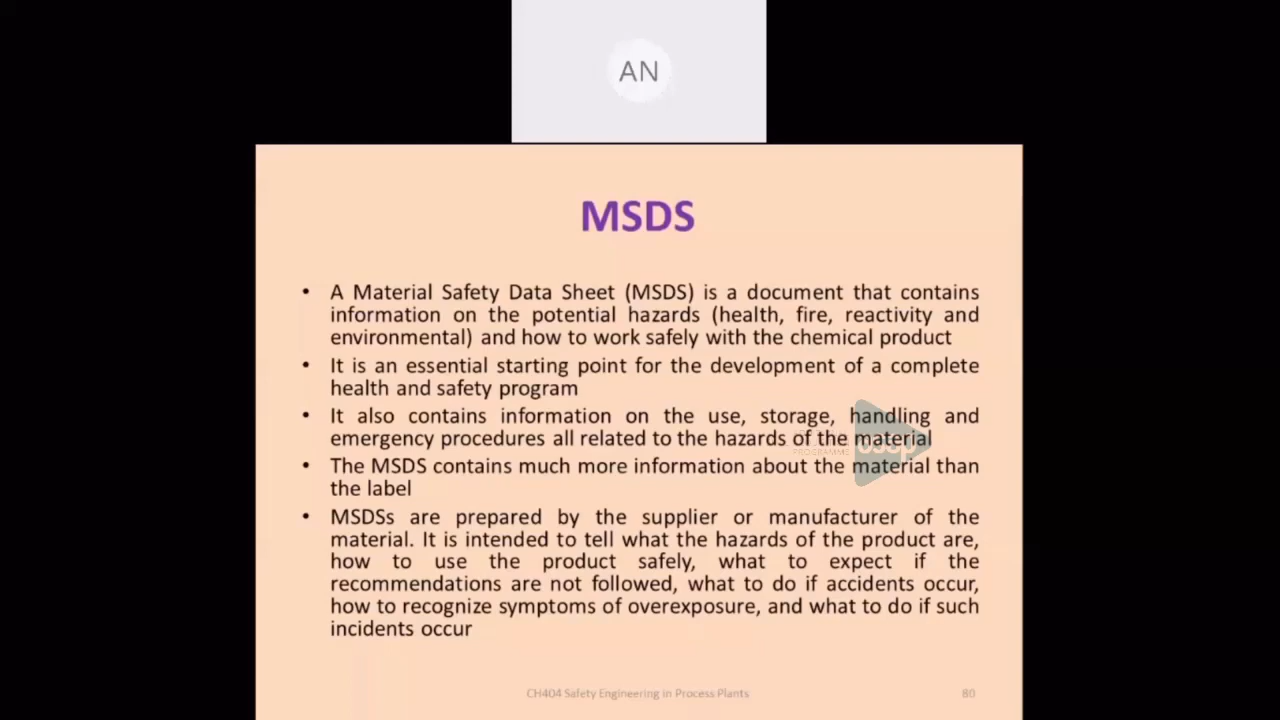 AN
MSDS
• A Material Safety Data Sheet (MSDS) is a document that contains
information on the potential hazards (health, fire, reactivity and
environmental) and how to work safely with the chemical product
• It is an essential starting point for the development of a complete
health and safety program
• It also contains information on the use, storage, handling and
emergency procedures all related to the hazards of the material
PROGRAMME
• The MSDS contains much more information about the material than
the label
• MSDSs are prepared by the supplier or manufacturer of the
material. It is intended to tell what the hazards of the product are,
how to use the product safely, what to expect if the
recommendations are not followed, what to do if accidents occur,
how to recognize symptoms of overexposure, and what to do if such
incidents occur
CH404 Safety Engineering in Process Plants
80